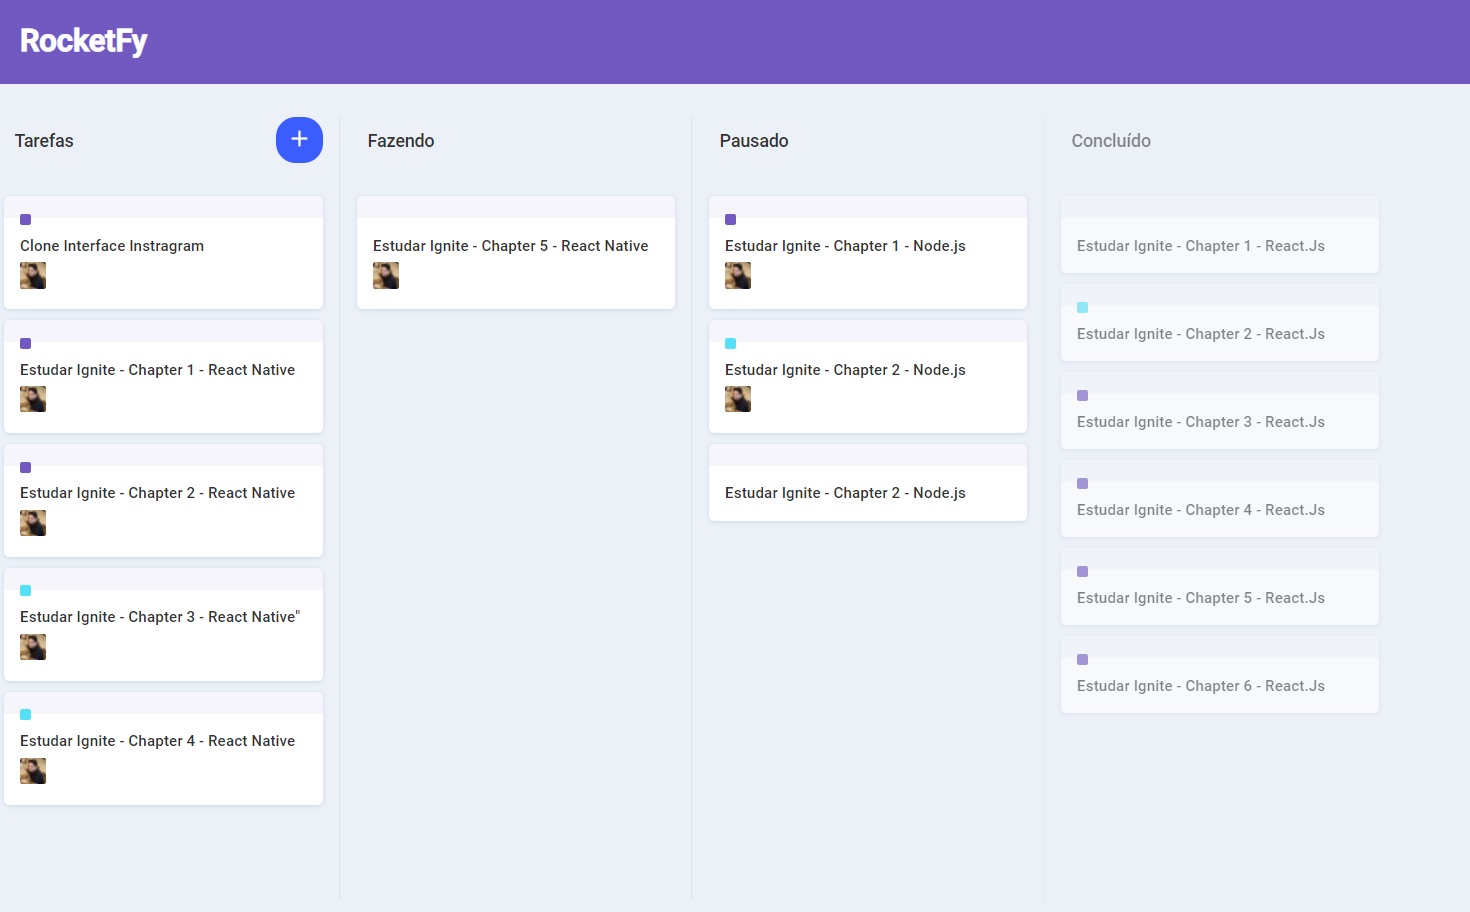 RocketFy
Tarefas
Clone Interface Instragram
Estudar Ignite - Chapter 1 - React Native
Estudar Ignite - Chapter 2 - React Native
Estudar Ignite - Chapter 3 - React Native"
Estudar Ignite - Chapter 4 - React Native
Fazendo
Estudar Ignite - Chapter 5 - React Native
Pausado
Estudar Ignite - Chapter 1 - Node.js
Estudar Ignite - Chapter 2 - Node.js
Estudar Ignite - Chapter 2 - Node.js
Concluído
Estudar Ignite - Chapter 1 - React.Js
Estudar Ignite - Chapter 2 - React.Js
Estudar Ignite - Chapter 3 - React.Js
Estudar Ignite - Chapter 4 - React.Js
Estudar Ignite - Chapter 5 - React.Js
Estudar Ignite - Chapter 6 - React.Js